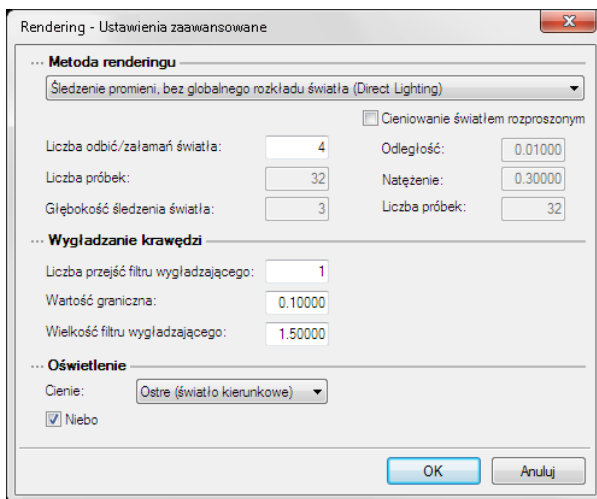 Rendering - Ustawienia zaawansowane
Metoda renderingu
Śledzenie promieni, bez globalnego rozkładu światła (Direct Lighting)
Cieniowanie światłem rozproszonym
Liczba odbić/załamań światła: 4 Odległość: 0.01000
Liczba próbek: 32 Natężenie: 0.30000
Głębokość śledzenia światła: 3 Liczba próbek: 32
Wygładzanie krawędzi
Liczba przejść filtru wygładzającego: 1
Wartość graniczna: 0.10000
Wielkość filtru wygładzającego: 1.50000
Oświetlenie
Cienie: Ostre (światło kierunkowe)
Niebo
OK Anuluj